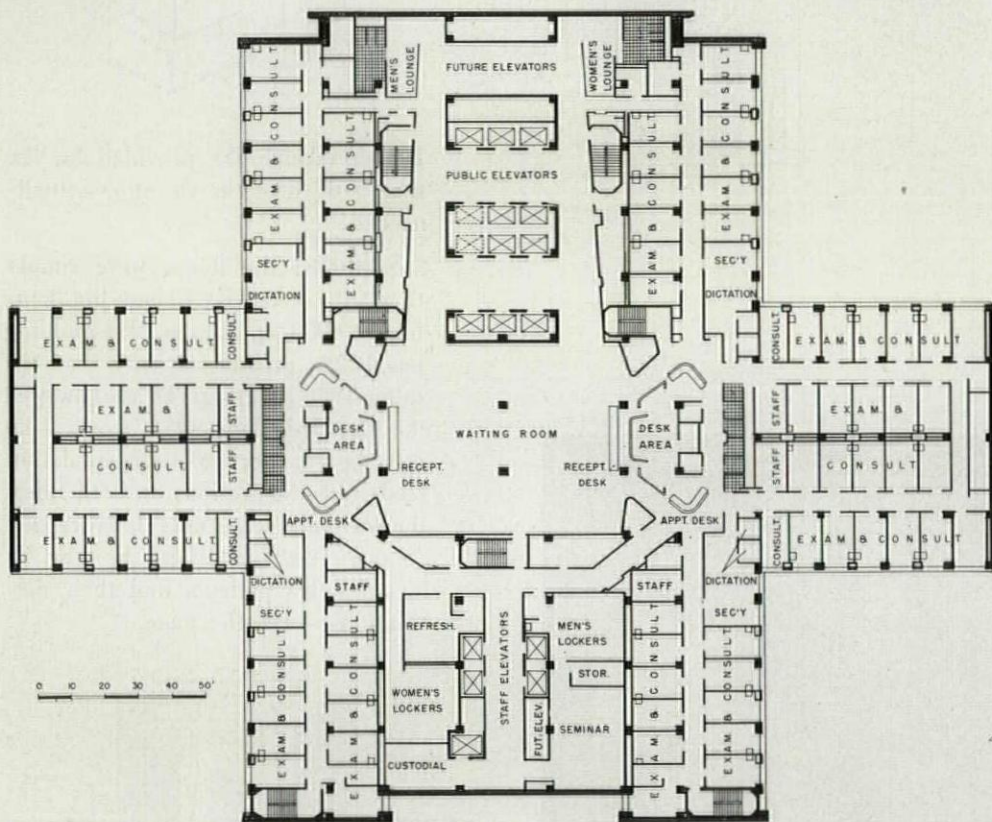 MEN'S
LOUNGE
FUTURE ELEVATORS
WOMEN'S
LOUNGE
EXAM & CONSULT
EXAM & CONSULT
EXAM & CONSULT
EXAM & CONSULT
PUBLIC ELEVATORS
SEC'Y
SEC'Y
DICTATION
DICTATION
EXAM. & CONSULT.
CONSULT.
CONSULT.
EXAM. & CONSULT.
EXAM. &
STAFF
STAFF
EXAM. &
DESK
AREA
WAITING ROOM
DESK
AREA
CONSULT.
STAFF
STAFF
CONSULT.
RECEPT.
DESK
RECEPT.
DESK
APPT. DESK
APPT. DESK
EXAM. & CONSULT.
CONSULT.
CONSULT.
EXAM. & CONSULT
DICTATION
STAFF
STAFF
DICTATION
SEC'Y
REFRESH.
MEN'S
LOCKERS
SEC'Y
EXAM & CONSULT
EXAM & CONSULT
STAFF ELEVATORS
STOR.
EXAM & CONSULT
EXAM & CONSULT
WOMEN'S
LOCKERS
FUT. ELEV.
SEMINAR
CUSTODIAL
0 10 20 30 40 50'